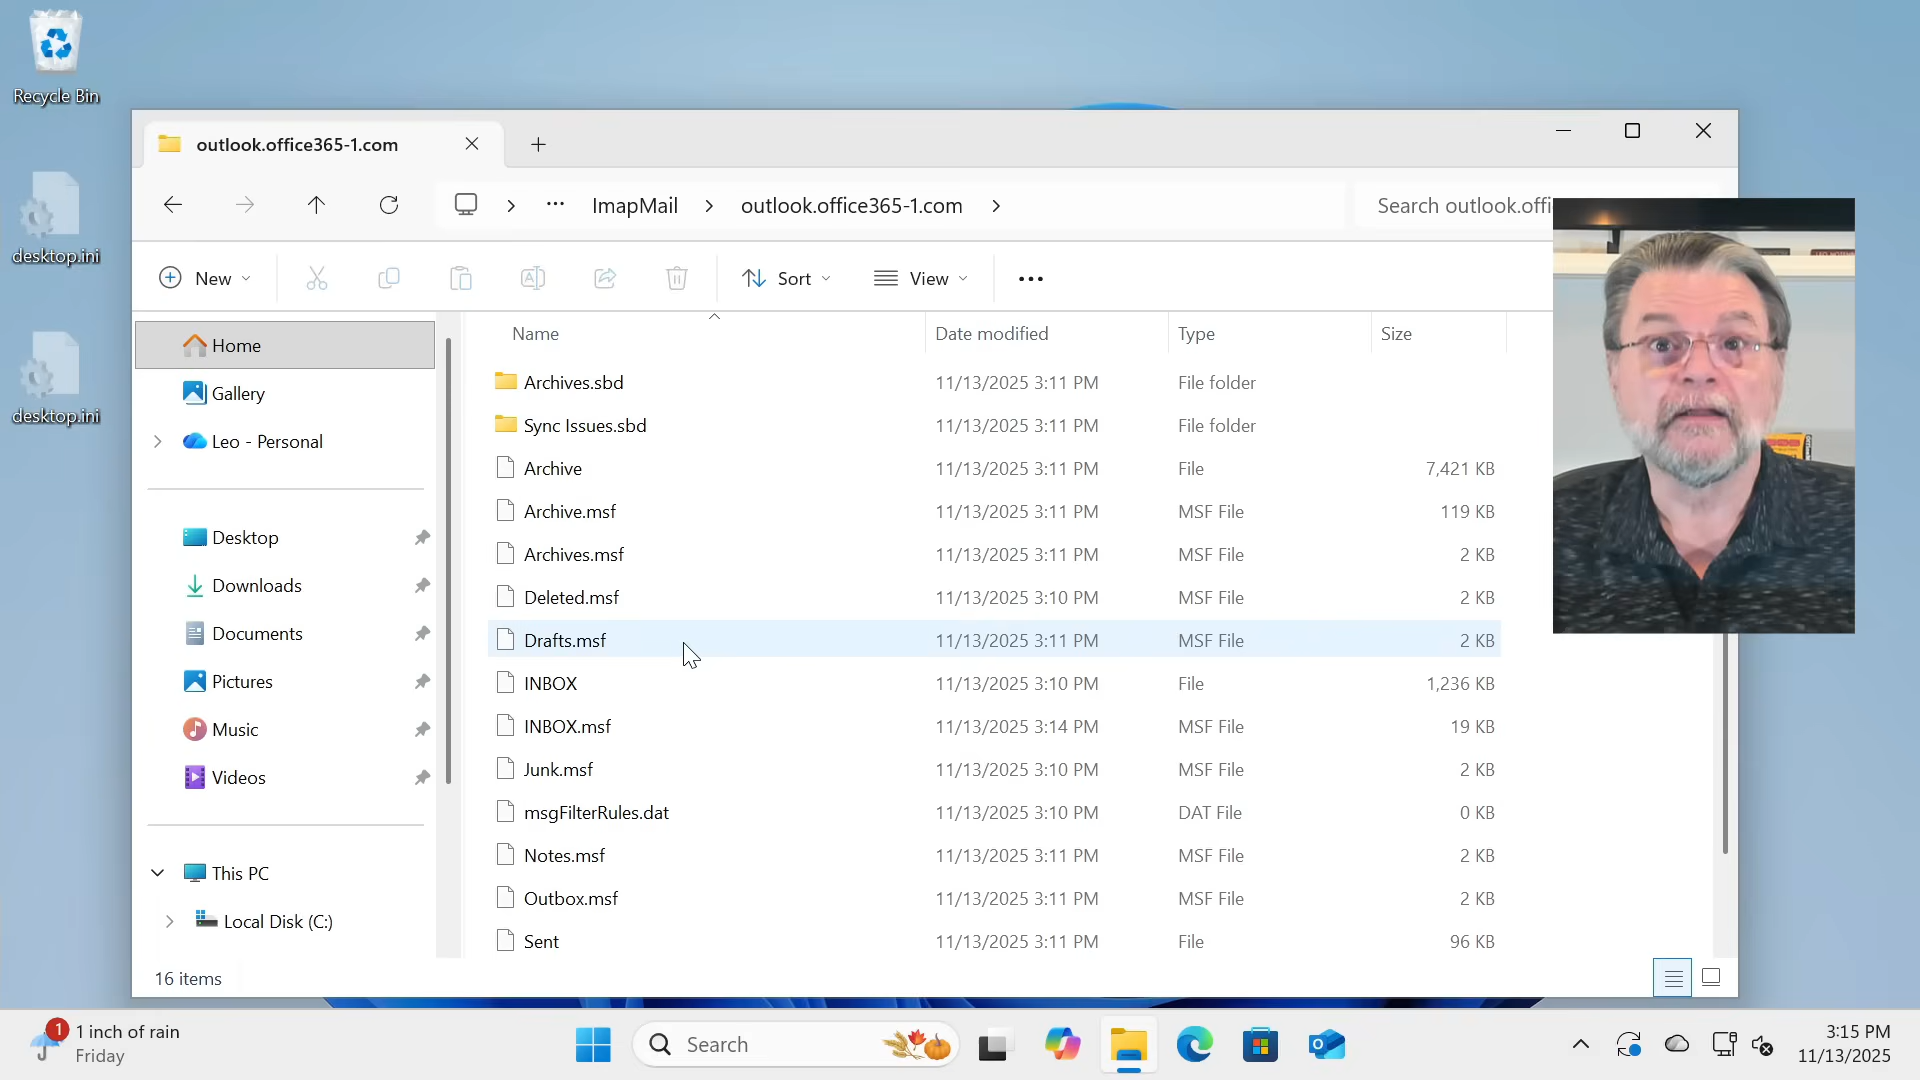 Recycle Bin
desktop.ini
desktop.ini
outlook.office365-1.com
ImapMail
outlook.office365-1.com
Search outlook.offi
New
Sort
View
Home
Gallery
Leo - Personal
Desktop
Downloads
Documents
Pictures
Music
Videos
This PC
Local Disk (C:)
Name Date modified Type Size
Archives.sbd 11/13/2025 3:11 PM File folder
Sync Issues.sbd 11/13/2025 3:11 PM File folder
Archive 11/13/2025 3:11 PM File 7,421 KB
Archive.msf 11/13/2025 3:11 PM MSF File 119 KB
Archives.msf 11/13/2025 3:11 PM MSF File 2 KB
Deleted.msf 11/13/2025 3:10 PM MSF File 2 KB
Drafts.msf 11/13/2025 3:11 PM MSF File 2 KB
INBOX 11/13/2025 3:10 PM File 1,236 KB
INBOX.msf 11/13/2025 3:14 PM MSF File 19 KB
Junk.msf 11/13/2025 3:10 PM MSF File 2 KB
msgFilterRules.dat 11/13/2025 3:10 PM DAT File 0 KB
Notes.msf 11/13/2025 3:11 PM MSF File 2 KB
Outbox.msf 11/13/2025 3:11 PM MSF File 2 KB
Sent 11/13/2025 3:11 PM File 96 KB
16 items
1
1 inch of rain
Friday
Search
3:15 PM
11/13/2025